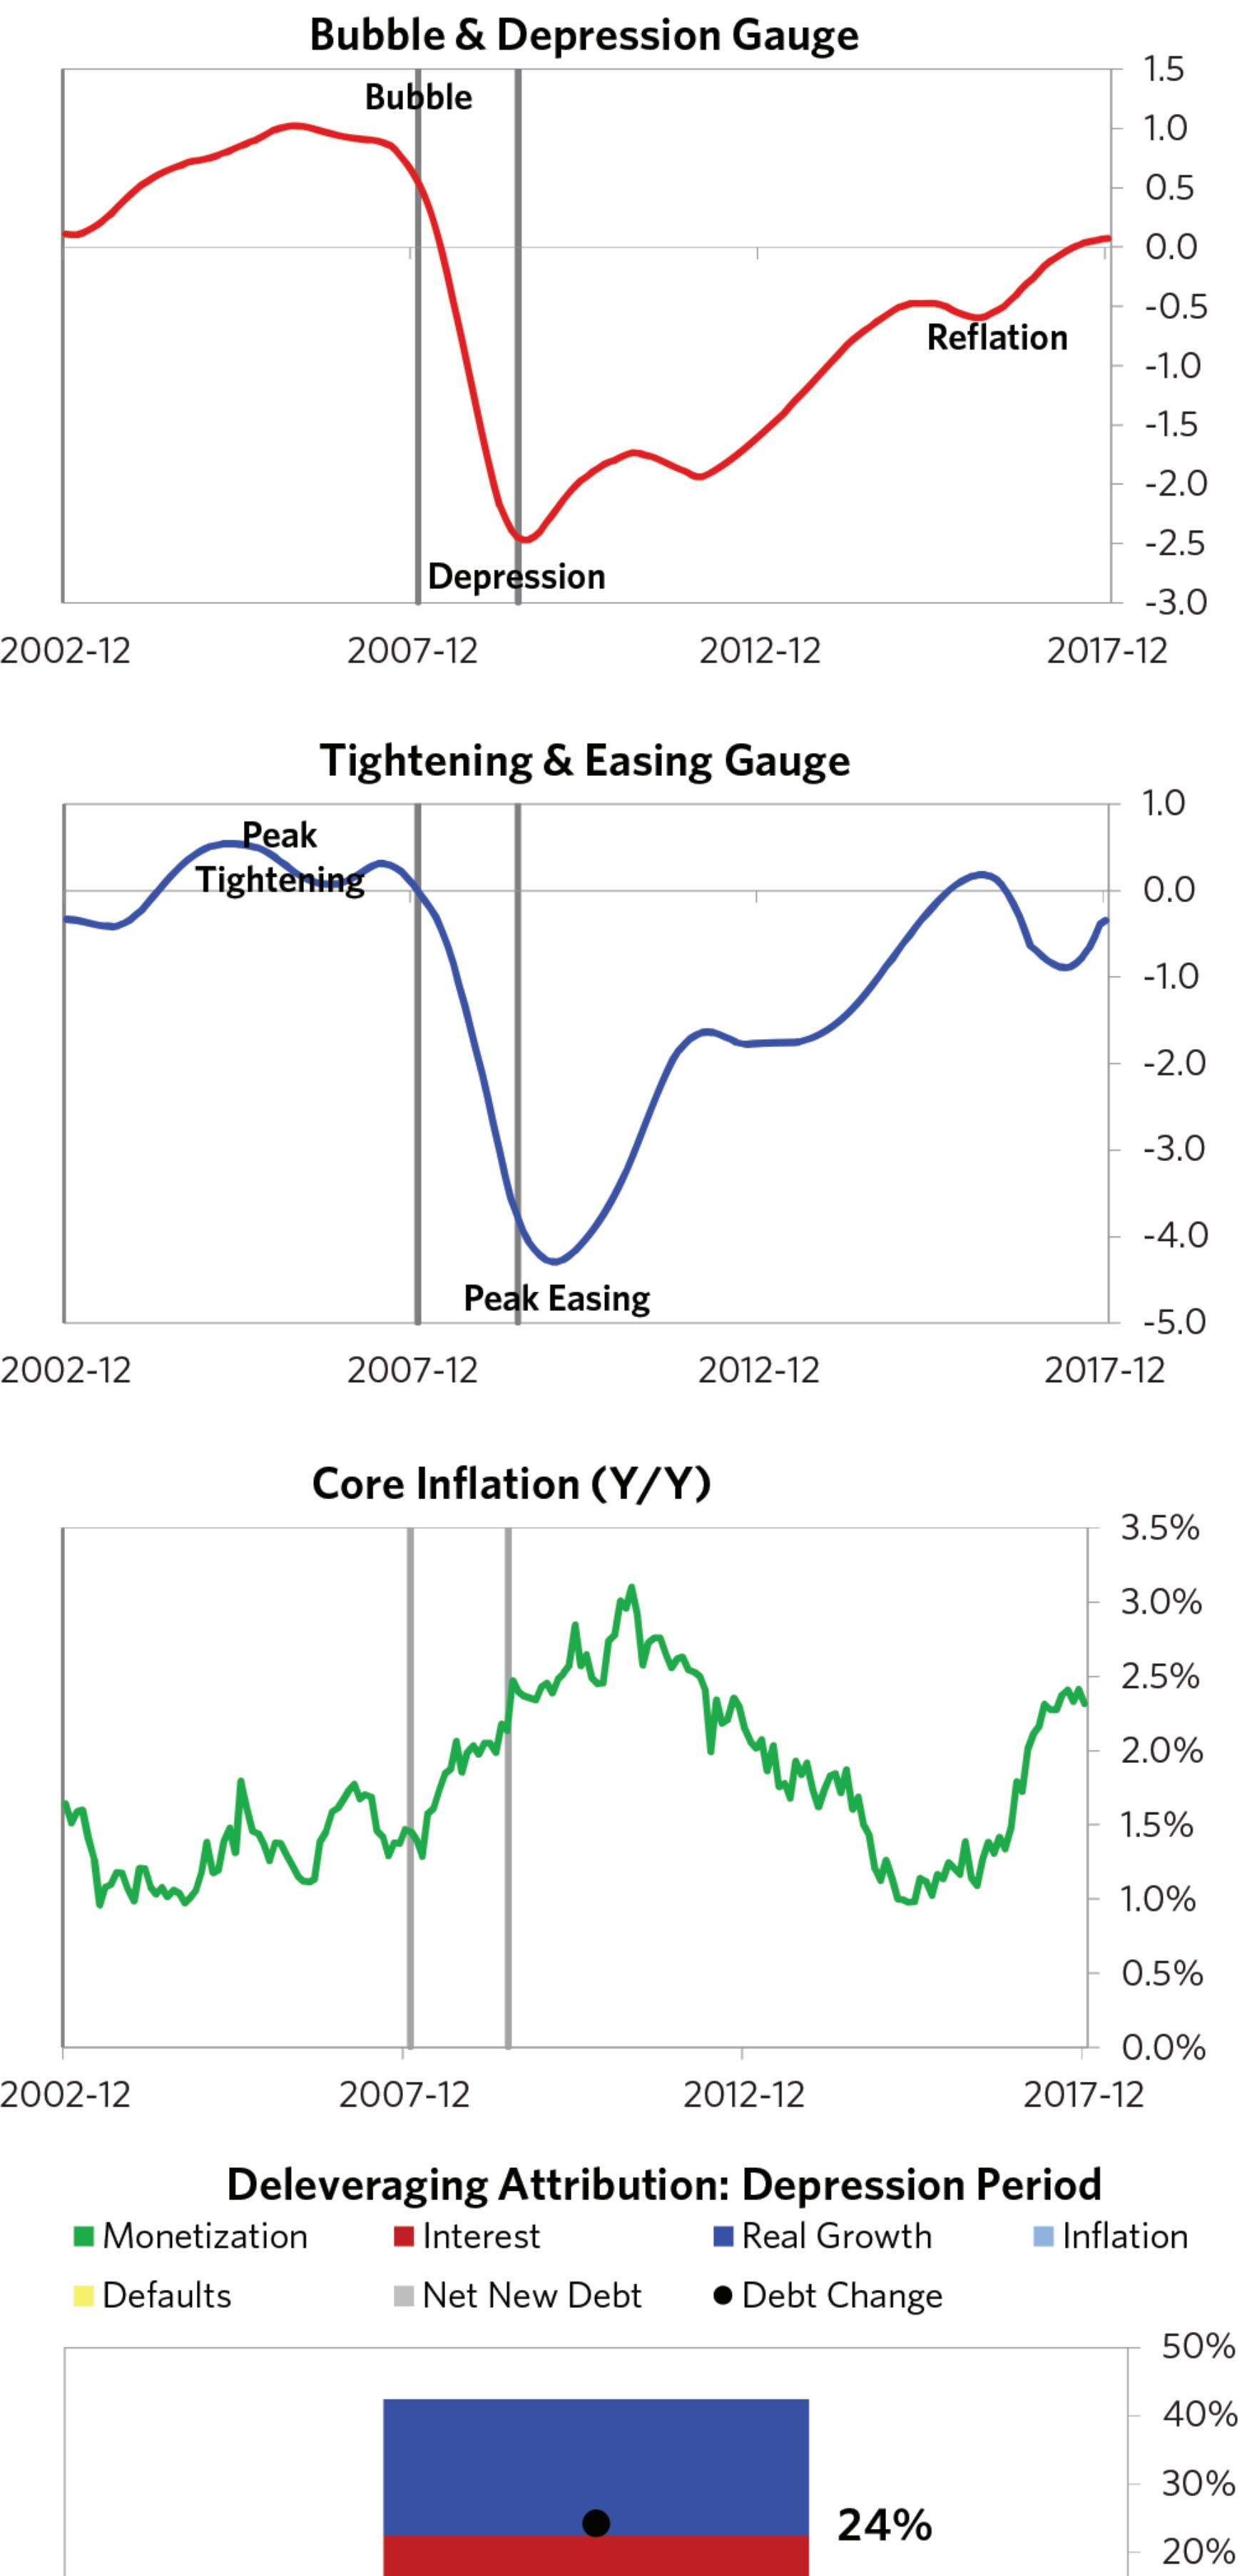 Bubble & Depression Gauge
Bubble
1.5
1.0
0.5
0.0
-0.5
Reflation
-1.0
-1.5
-2.0
-2.5
Depression
-3.0
2002-12 2007-12 2012-12 2017-12
Tightening & Easing Gauge
1.0
Peak
Tightening
0.0
-1.0
-2.0
-3.0
-4.0
Peak Easing
-5.0
2002-12 2007-12 2012-12 2017-12
Core Inflation (Y/Y)
3.5%
3.0%
2.5%
2.0%
1.5%
1.0%
0.5%
0.0%
2002-12 2007-12 2012-12 2017-12
Deleveraging Attribution: Depression Period
Monetization Interest Real Growth Inflation
Defaults Net New Debt Debt Change
50%
40%
30%
24%
20%